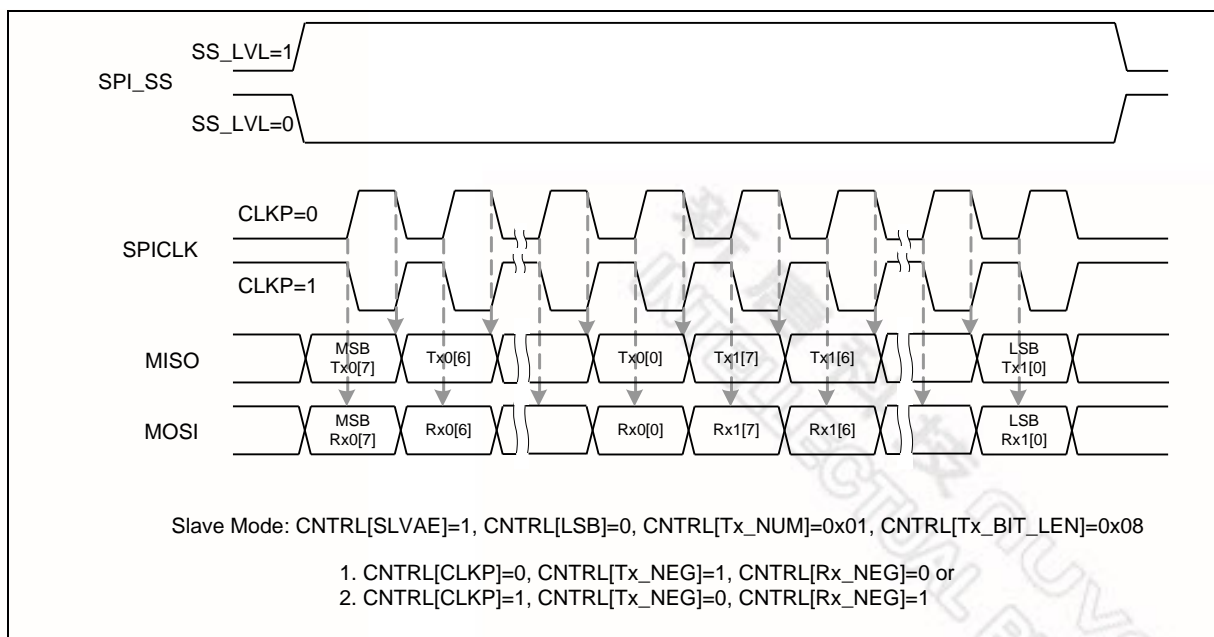 SS_LVL=1
SPI_SS
SS_LVL=0
CLKP=0
SPICLK
CLKP=1
MISO
MSB
Tx0[7]
Tx0[6]
Tx0[0]
Tx1[7]
Tx1[6]
LSB
Tx1[0]
MOSI
MSB
Rx0[7]
Rx0[6]
Rx0[0]
Rx1[7]
Rx1[6]
LSB
Rx1[0]
Slave Mode: CNTRL[SLVAE]=1, CNTRL[LSB]=0, CNTRL[Tx_NUM]=0x01, CNTRL[Tx_BIT_LEN]=0x08
1. CNTRL[CLKP]=0, CNTRL[Tx_NEG]=1, CNTRL[Rx_NEG]=0 or
2. CNTRL[CLKP]=1, CNTRL[Tx_NEG]=0, CNTRL[Rx_NEG]=1
INTELLECTUAL